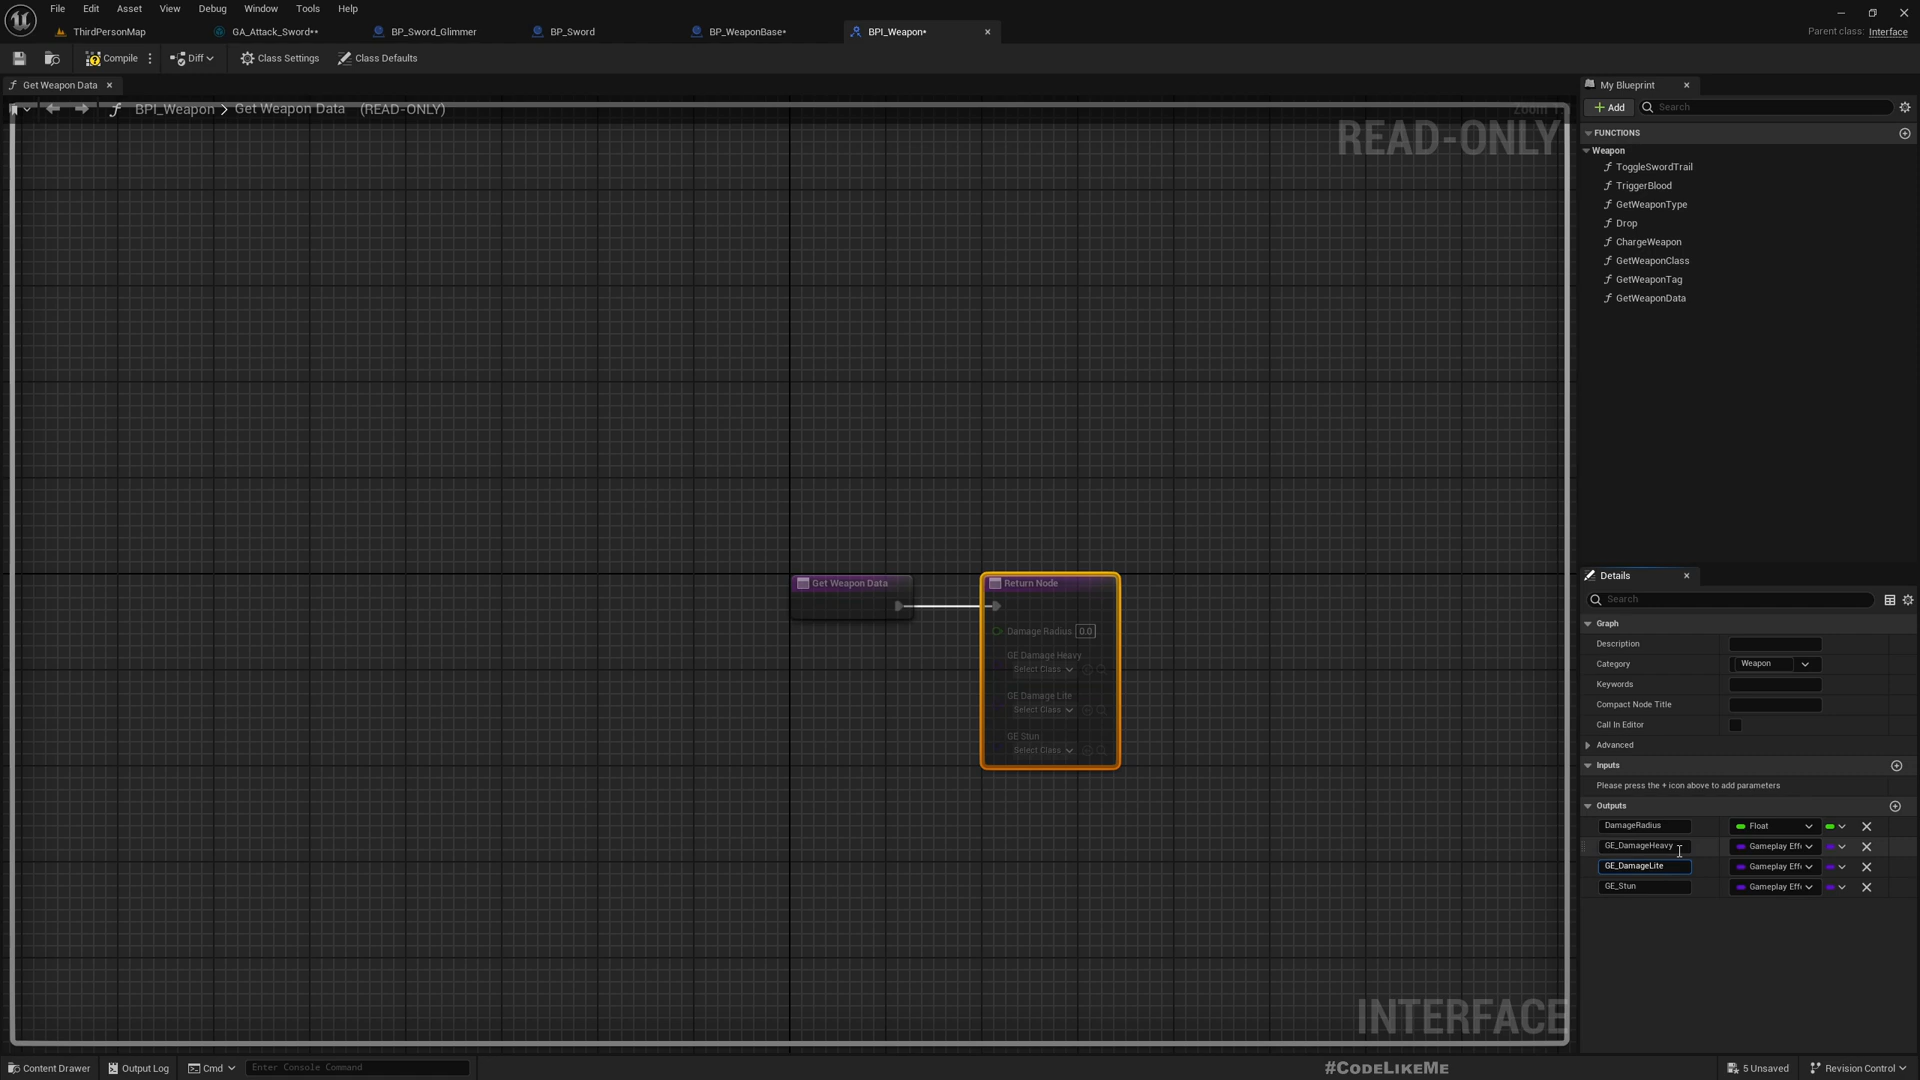 File Edit Asset View Debug Window Tools Help
ThirdPersonMap GA_Attack_Sword•• BP_Sword_Glimmer BP_Sword BP_WeaponBase• BPI_Weapon•
Parent class: Interface
Compile Diff Class Settings Class Defaults
Get Weapon Data
BPI_Weapon > Get Weapon Data (READ-ONLY)
READ-ONLY
Get Weapon Data
Return Node
Damage Radius 0.0
GE Damage Heavy
Select Class
GE Damage Lite
Select Class
GE Stun
Select Class
INTERFACE
My Blueprint
+ Add Search
FUNCTIONS
Weapon
ToggleSwordTrail
TriggerBlood
GetWeaponType
Drop
ChargeWeapon
GetWeaponClass
GetWeaponTag
GetWeaponData
Details
Search
Graph
Description
Category Weapon
Keywords
Compact Node Title
Call In Editor
Advanced
Inputs
Please press the + icon above to add parameters
Outputs
DamageRadius Float
GE_DamageHeavy Gameplay Effe
GE_DamageLite Gameplay Effe
GE_Stun Gameplay Effe
Content Drawer Output Log Cmd Enter Console Command #CodeLikeMe 5 Unsaved Revision Control